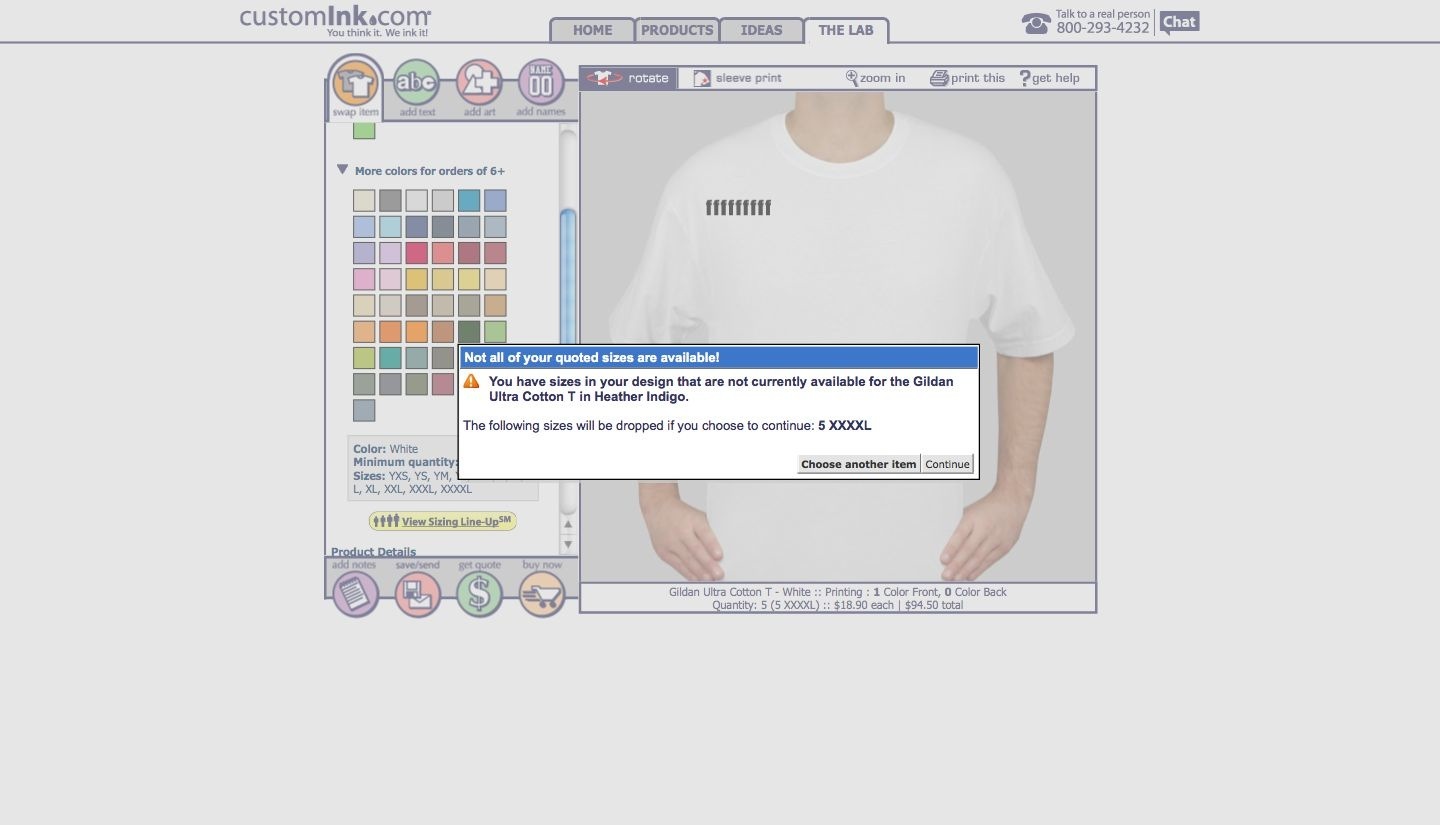 customInk.com
You think it. We ink it!
HOME
PRODUCTS
IDEAS
THE LAB
Talk to a real person
800-293-4232
Chat
swap item
abc
add text
2+
add art
NAME
00
add names
rotate
sleeve print
zoom in
print this
?get help
More colors for orders of 6+
fffffffff
Not all of your quoted sizes are available!
You have sizes in your design that are not currently available for the Gildan
Ultra Cotton T in Heather Indigo.
The following sizes will be dropped if you choose to continue: 5 XXXXL
Choose another item
Continue
Color: White
Minimum quantity:
Sizes: YXS, YS, YM,
L, XL, XXL, XXXL, XXXXL
View Sizing Line-Up SM
Product Details
add notes
save/send
get quote
$
buy now
Gildan Ultra Cotton T - White :: Printing : 1 Color Front, 0 Color Back
Quantity: 5 (5 XXXXL) :: $18.90 each | $94.50 total